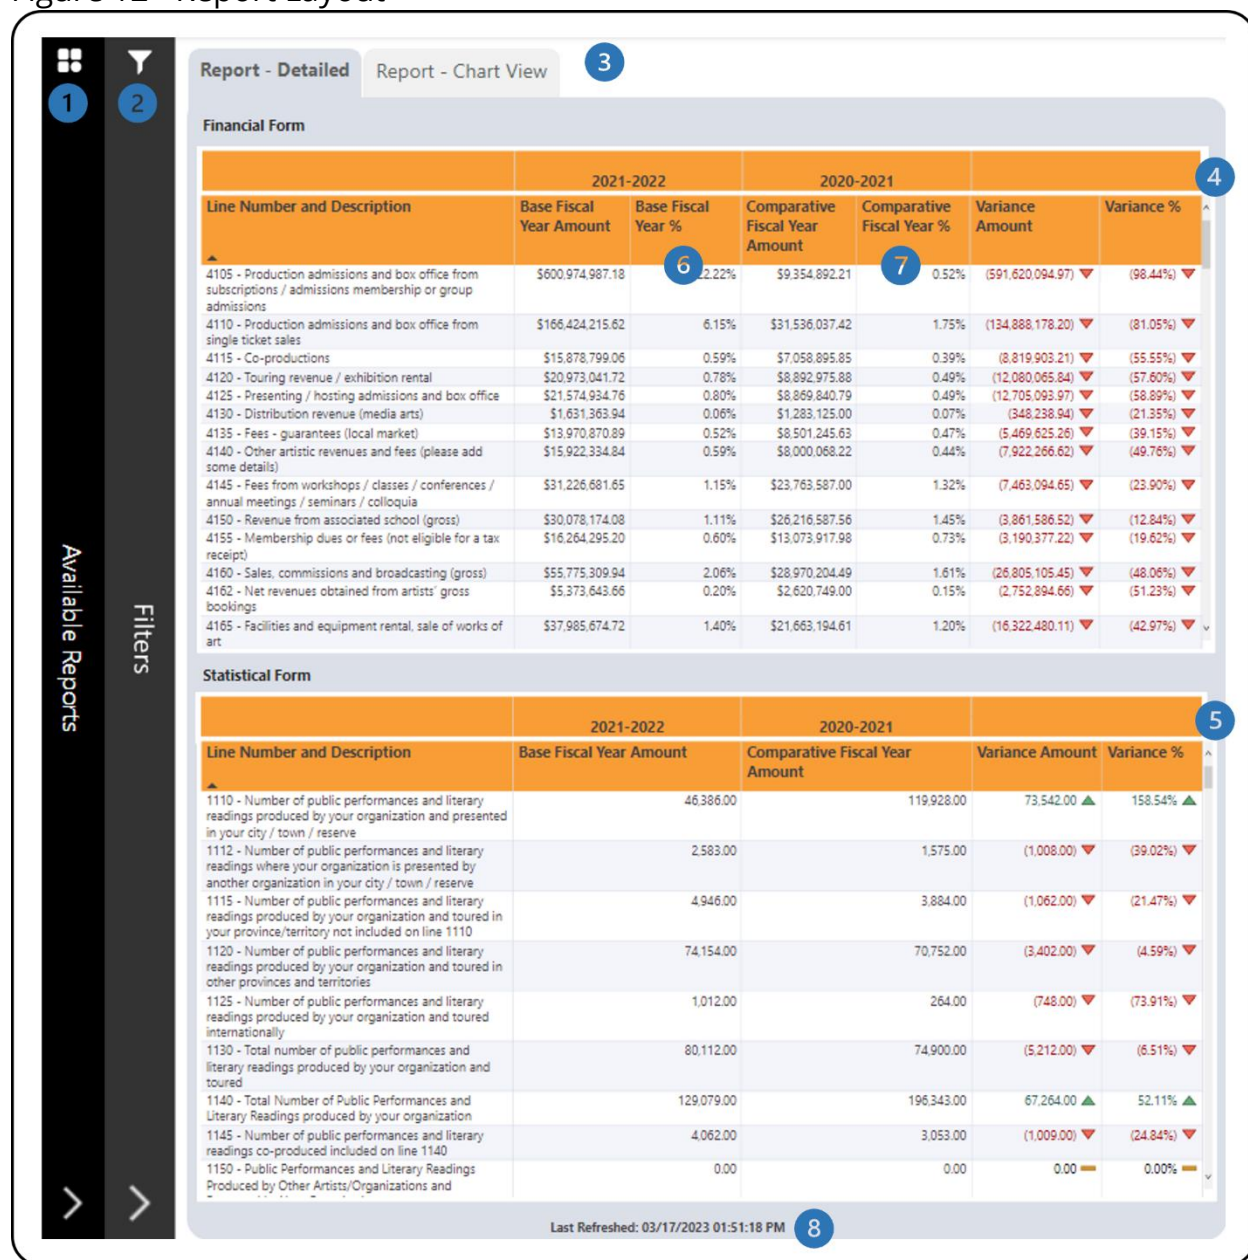 Figure 12 - Report Layout
Report - Detailed Report - Chart View 3
1 2
Available Reports
Filters
Financial Form
2021-2022 2020-2021 4
Line Number and Description Base Fiscal Year Amount Base Fiscal Year % Comparative Fiscal Year Amount Comparative Fiscal Year % Variance Amount Variance %
6 7
4105 - Production admissions and box office from $600,974,987.18 22.22% $9,354,892.21 0.52% (591,620,094.97) (98.44%)
subscriptions / admissions membership or group
admissions
4110 - Production admissions and box office from $166,424,215.62 6.15% $31,536,037.42 1.75% (134,888,178.20) (81.05%)
single ticket sales
4115 - Co-productions $15,878,799.06 0.59% $7,058,895.85 0.39% (8,819,903.21) (55.55%)
4120 - Touring revenue / exhibition rental $20,973,041.72 0.78% $8,892,975.88 0.49% (12,080,065.84) (57.60%)
4125 - Presenting / hosting admissions and box office $21,574,934.76 0.80% $8,869,840.79 0.49% (12,705,093.97) (58.89%)
4130 - Distribution revenue (media arts) $1,631,363.94 0.06% $1,283,125.00 0.07% (348,238.94) (21.35%)
4135 - Fees - guarantees (local market) $13,970,870.89 0.52% $8,501,245.63 0.47% (5,469,625.26) (39.15%)
4140 - Other artistic revenues and fees (please add $15,922,334.84 0.59% $8,000,068.22 0.44% (7,922,266.62) (49.76%)
some details)
4145 - Fees from workshops / classes / conferences / $31,226,681.65 1.15% $23,763,587.00 1.32% (7,463,094.65) (23.90%)
annual meetings / seminars / colloquia
4150 - Revenue from associated school (gross) $30,078,174.08 1.11% $26,216,587.56 1.45% (3,861,586.52) (12.84%)
4155 - Membership dues or fees (not eligible for a tax $16,264,295.20 0.60% $13,073,917.98 0.73% (3,190,377.22) (19.62%)
receipt)
4160 - Sales, commissions and broadcasting (gross) $55,775,309.94 2.06% $28,970,204.49 1.61% (26,805,105.45) (48.06%)
4162 - Net revenues obtained from artists' gross $5,373,643.66 0.20% $2,620,749.00 0.15% (2,752,894.66) (51.23%)
bookings
4165 - Facilities and equipment rental, sale of works of $37,985,674.72 1.40% $21,663,194.61 1.20% (16,322,480.11) (42.97%)
art
Statistical Form
2021-2022 2020-2021 5
Line Number and Description Base Fiscal Year Amount Comparative Fiscal Year Amount Variance Amount Variance %
1110 - Number of public performances and literary 46,386.00 119,928.00 73,542.00 158.54%
readings produced by your organization and presented
in your city / town / reserve
1112 - Number of public performances and literary 2,583.00 1,575.00 (1,008.00) (39.02%)
readings where your organization is presented by
another organization in your city / town / reserve
1115 - Number of public performances and literary 4,946.00 3,884.00 (1,062.00) (21.47%)
readings produced by your organization and toured in
your province/territory not included on line 1110
1120 - Number of public performances and literary 74,154.00 70,752.00 (3,402.00) (4.59%)
readings produced by your organization and toured in
other provinces and territories
1125 - Number of public performances and literary 1,012.00 264.00 (748.00) (73.91%)
readings produced by your organization and toured
internationally
1130 - Total number of public performances and 80,112.00 74,900.00 (5,212.00) (6.51%)
literary readings produced by your organization and
toured
1140 - Total Number of Public Performances and 129,079.00 196,343.00 67,264.00 52.11%
Literary Readings produced by your organization
1145 - Number of public performances and literary 4,062.00 3,053.00 (1,009.00) (24.84%)
readings co-produced included on line 1140
1150 - Public Performances and Literary Readings 0.00 0.00 0.00 0.00%
Produced by Other Artists/Organizations and
Last Refreshed: 03/17/2023 01:51:18 PM 8